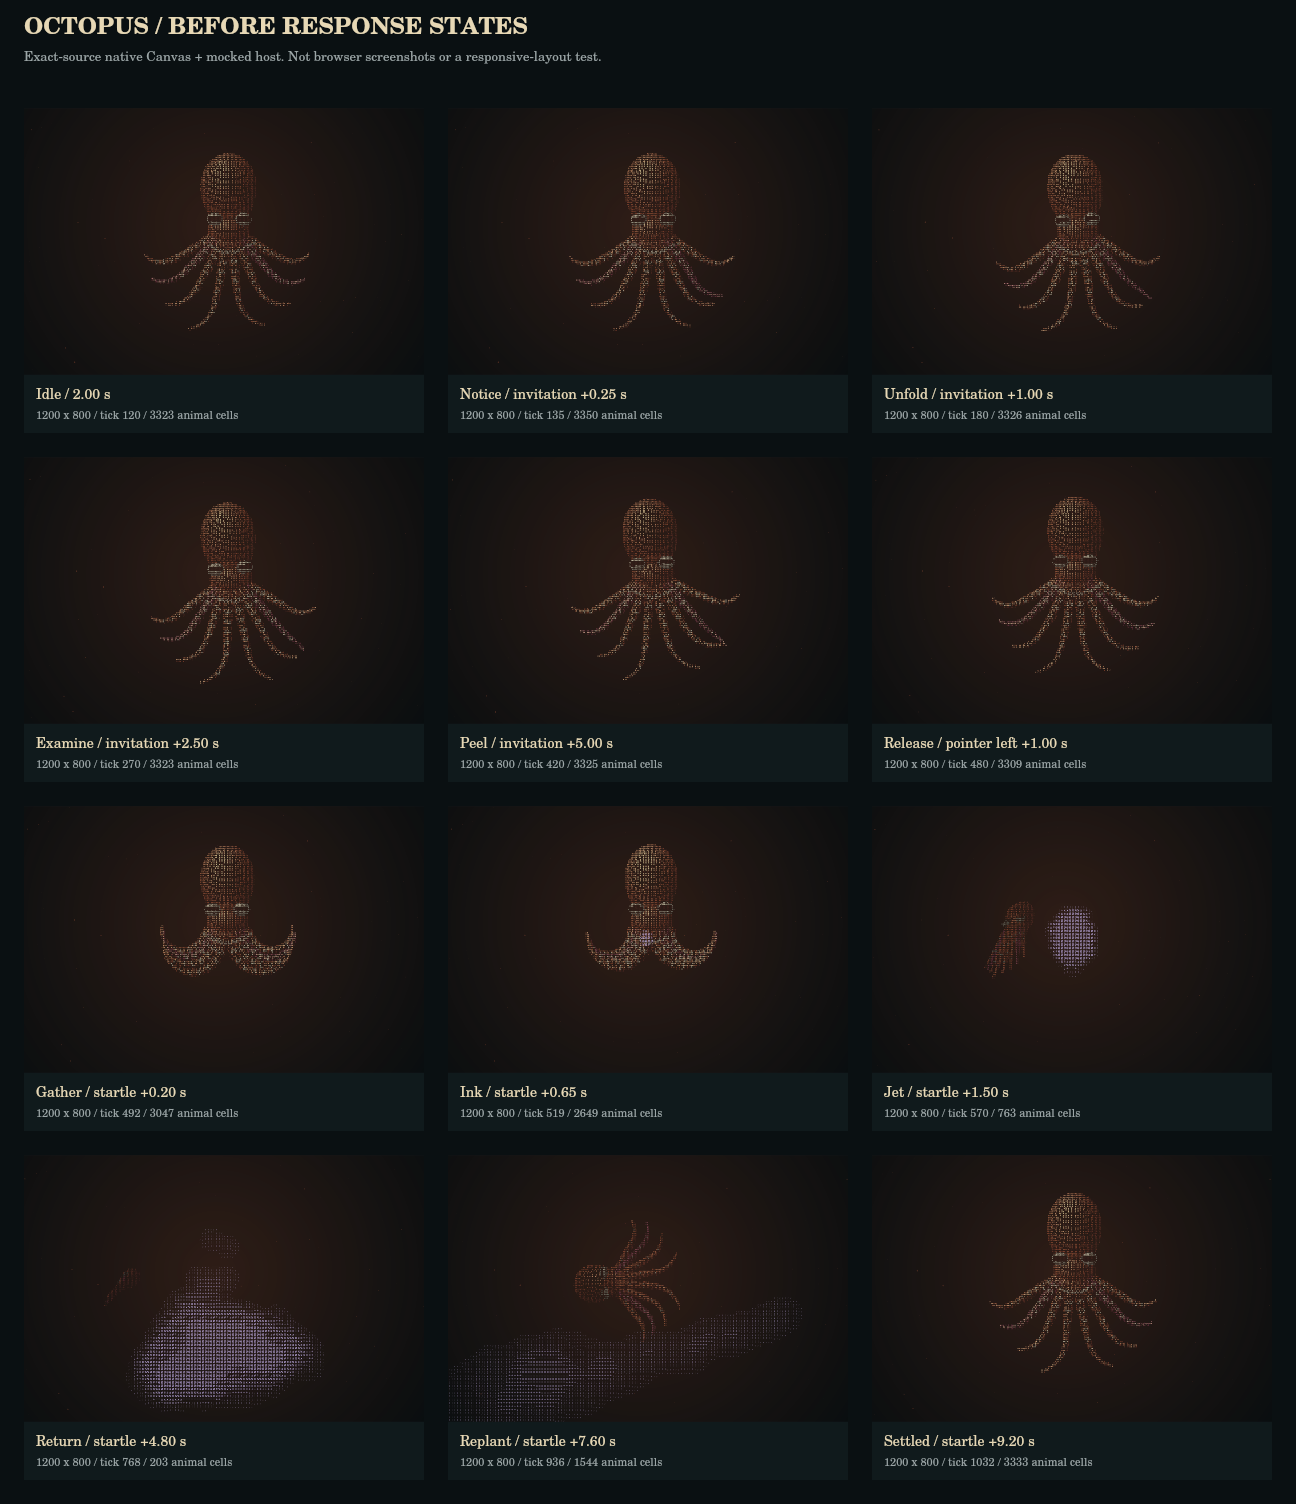 OCTOPUS / BEFORE RESPONSE STATES
Exact-source native Canvas + mocked host. Not browser screenshots or a responsive-layout test.
Idle / 2.00 s
1200 x 800 / tick 120 / 3323 animal cells
Notice / invitation +0.25 s
1200 x 800 / tick 135 / 3350 animal cells
Unfold / invitation +1.00 s
1200 x 800 / tick 180 / 3326 animal cells
Examine / invitation +2.50 s
1200 x 800 / tick 270 / 3323 animal cells
Peel / invitation +5.00 s
1200 x 800 / tick 420 / 3325 animal cells
Release / pointer left +1.00 s
1200 x 800 / tick 480 / 3309 animal cells
Gather / startle +0.20 s
1200 x 800 / tick 492 / 3047 animal cells
Ink / startle +0.65 s
1200 x 800 / tick 519 / 2649 animal cells
Jet / startle +1.50 s
1200 x 800 / tick 570 / 763 animal cells
Return / startle +4.80 s
1200 x 800 / tick 768 / 203 animal cells
Replant / startle +7.60 s
1200 x 800 / tick 936 / 1544 animal cells
Settled / startle +9.20 s
1200 x 800 / tick 1032 / 3333 animal cells